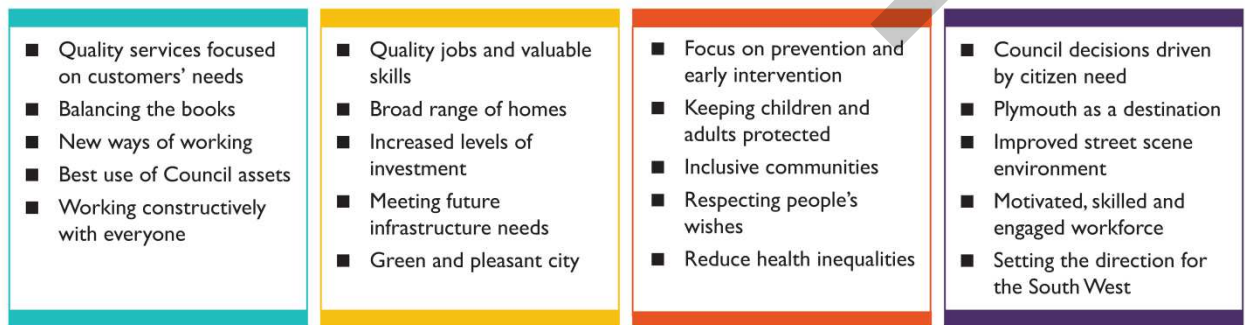 ■ Quality services focused
on customers' needs
■ Balancing the books
■ New ways of working
■ Best use of Council assets
■ Working constructively
with everyone
■ Quality jobs and valuable
skills
■ Broad range of homes
■ Increased levels of
investment
■ Meeting future
infrastructure needs
■ Green and pleasant city
■ Focus on prevention and
early intervention
■ Keeping children and
adults protected
■ Inclusive communities
■ Respecting people's
wishes
■ Reduce health inequalities
■ Council decisions driven
by citizen need
■ Plymouth as a destination
■ Improved street scene
environment
■ Motivated, skilled and
engaged workforce
■ Setting the direction for
the South West